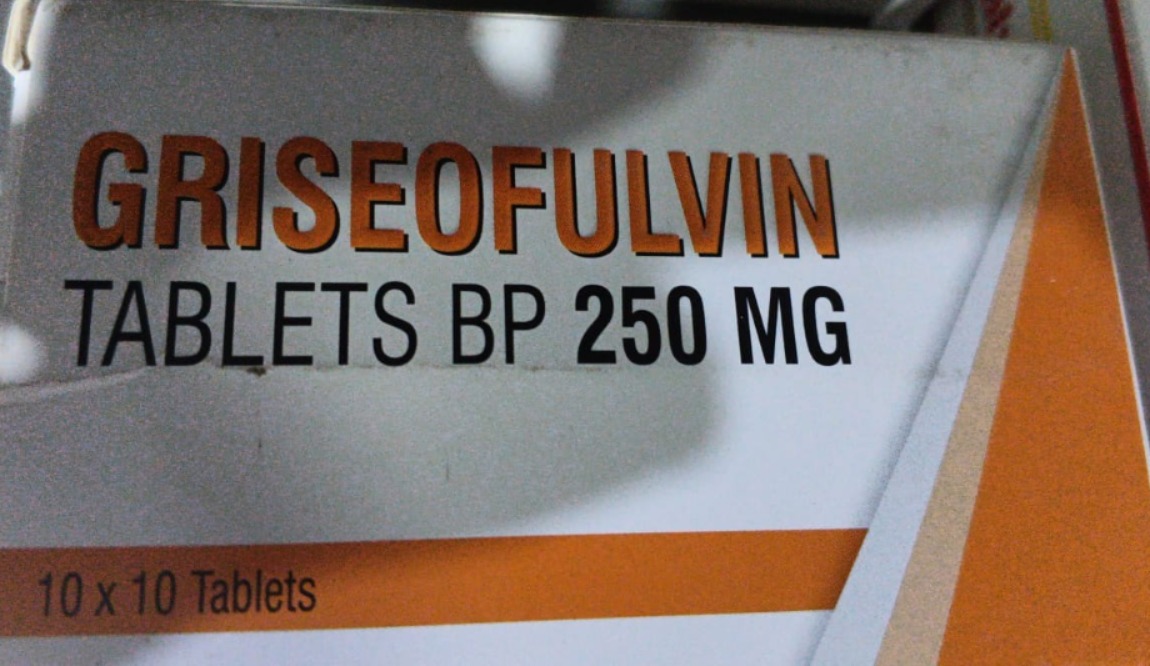 GRISEOFULVIN
TABLETS BP 250 MG
10 x 10 Tablets